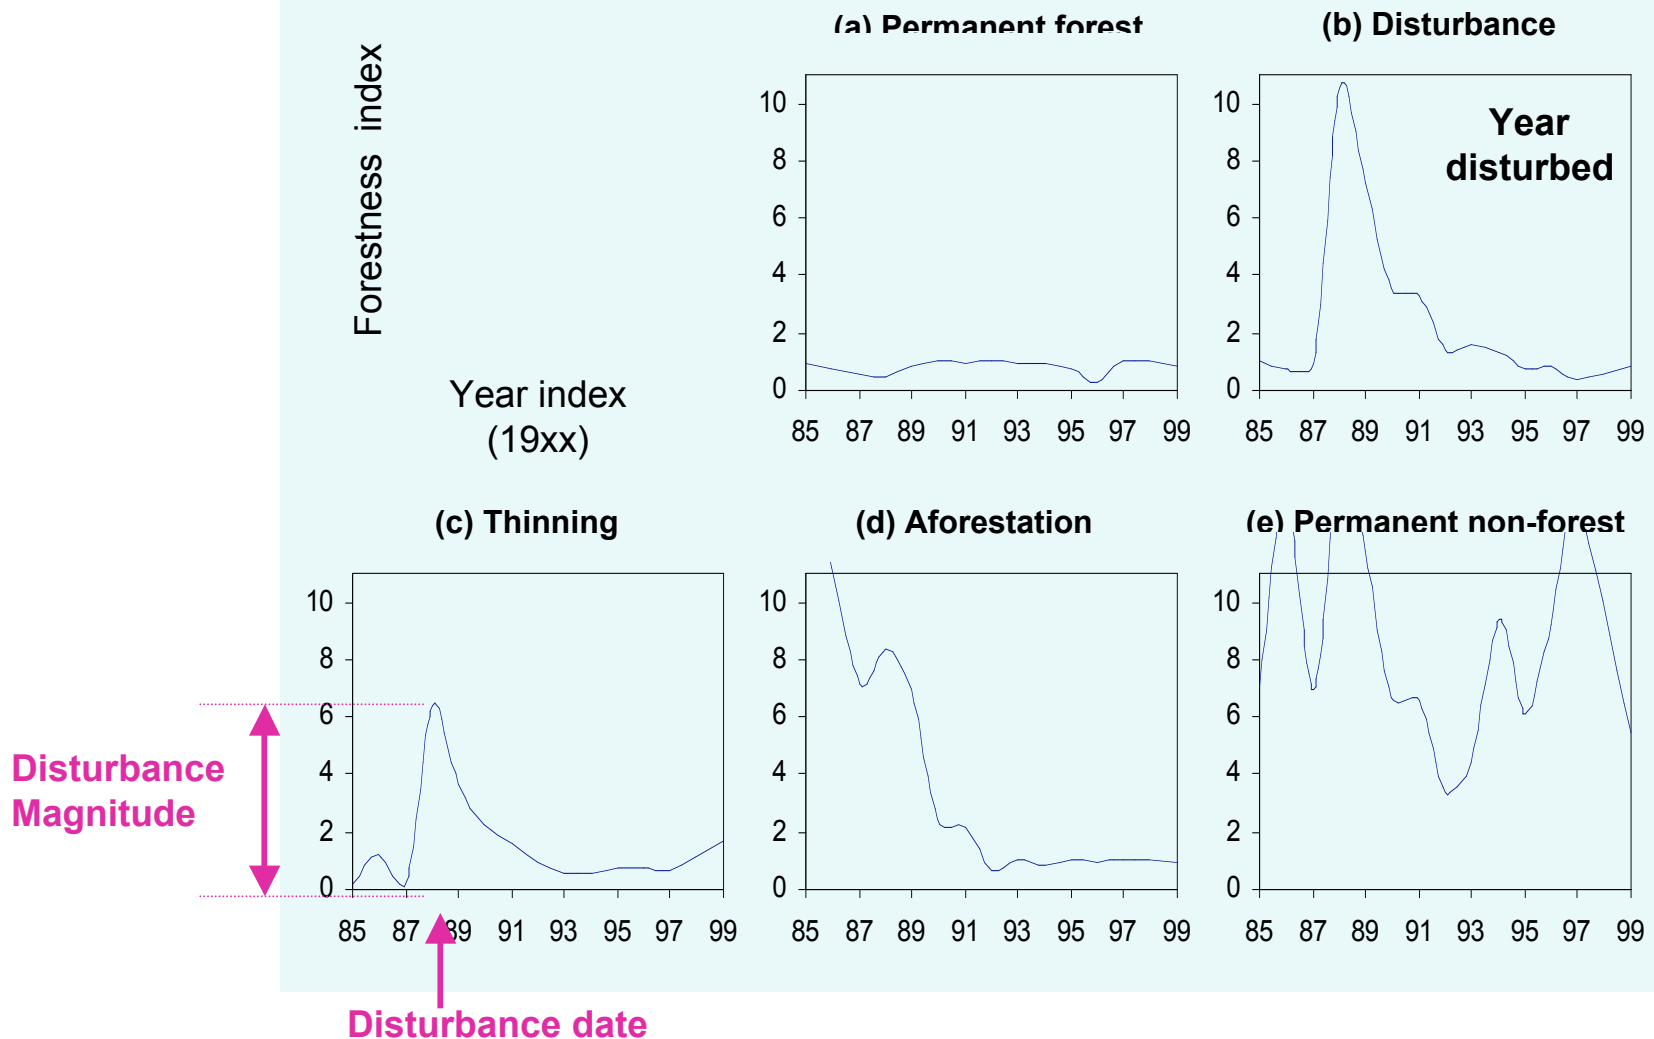 (a) Permanent forest
(b) Disturbance
Forestness index
Year index
(19xx)
10
8
6
4
2
0
85 87 89 91 93 95 97 99
10
8
6
4
2
0
85 87 89 91 93 95 97 99
Year
disturbed
(c) Thinning
(d) Aforestation
(e) Permanent non-forest
10
8
6
4
2
0
85 87 89 91 93 95 97 99
10
8
6
4
2
0
85 87 89 91 93 95 97 99
10
8
6
4
2
0
85 87 89 91 93 95 97 99
Disturbance
Magnitude
Disturbance date